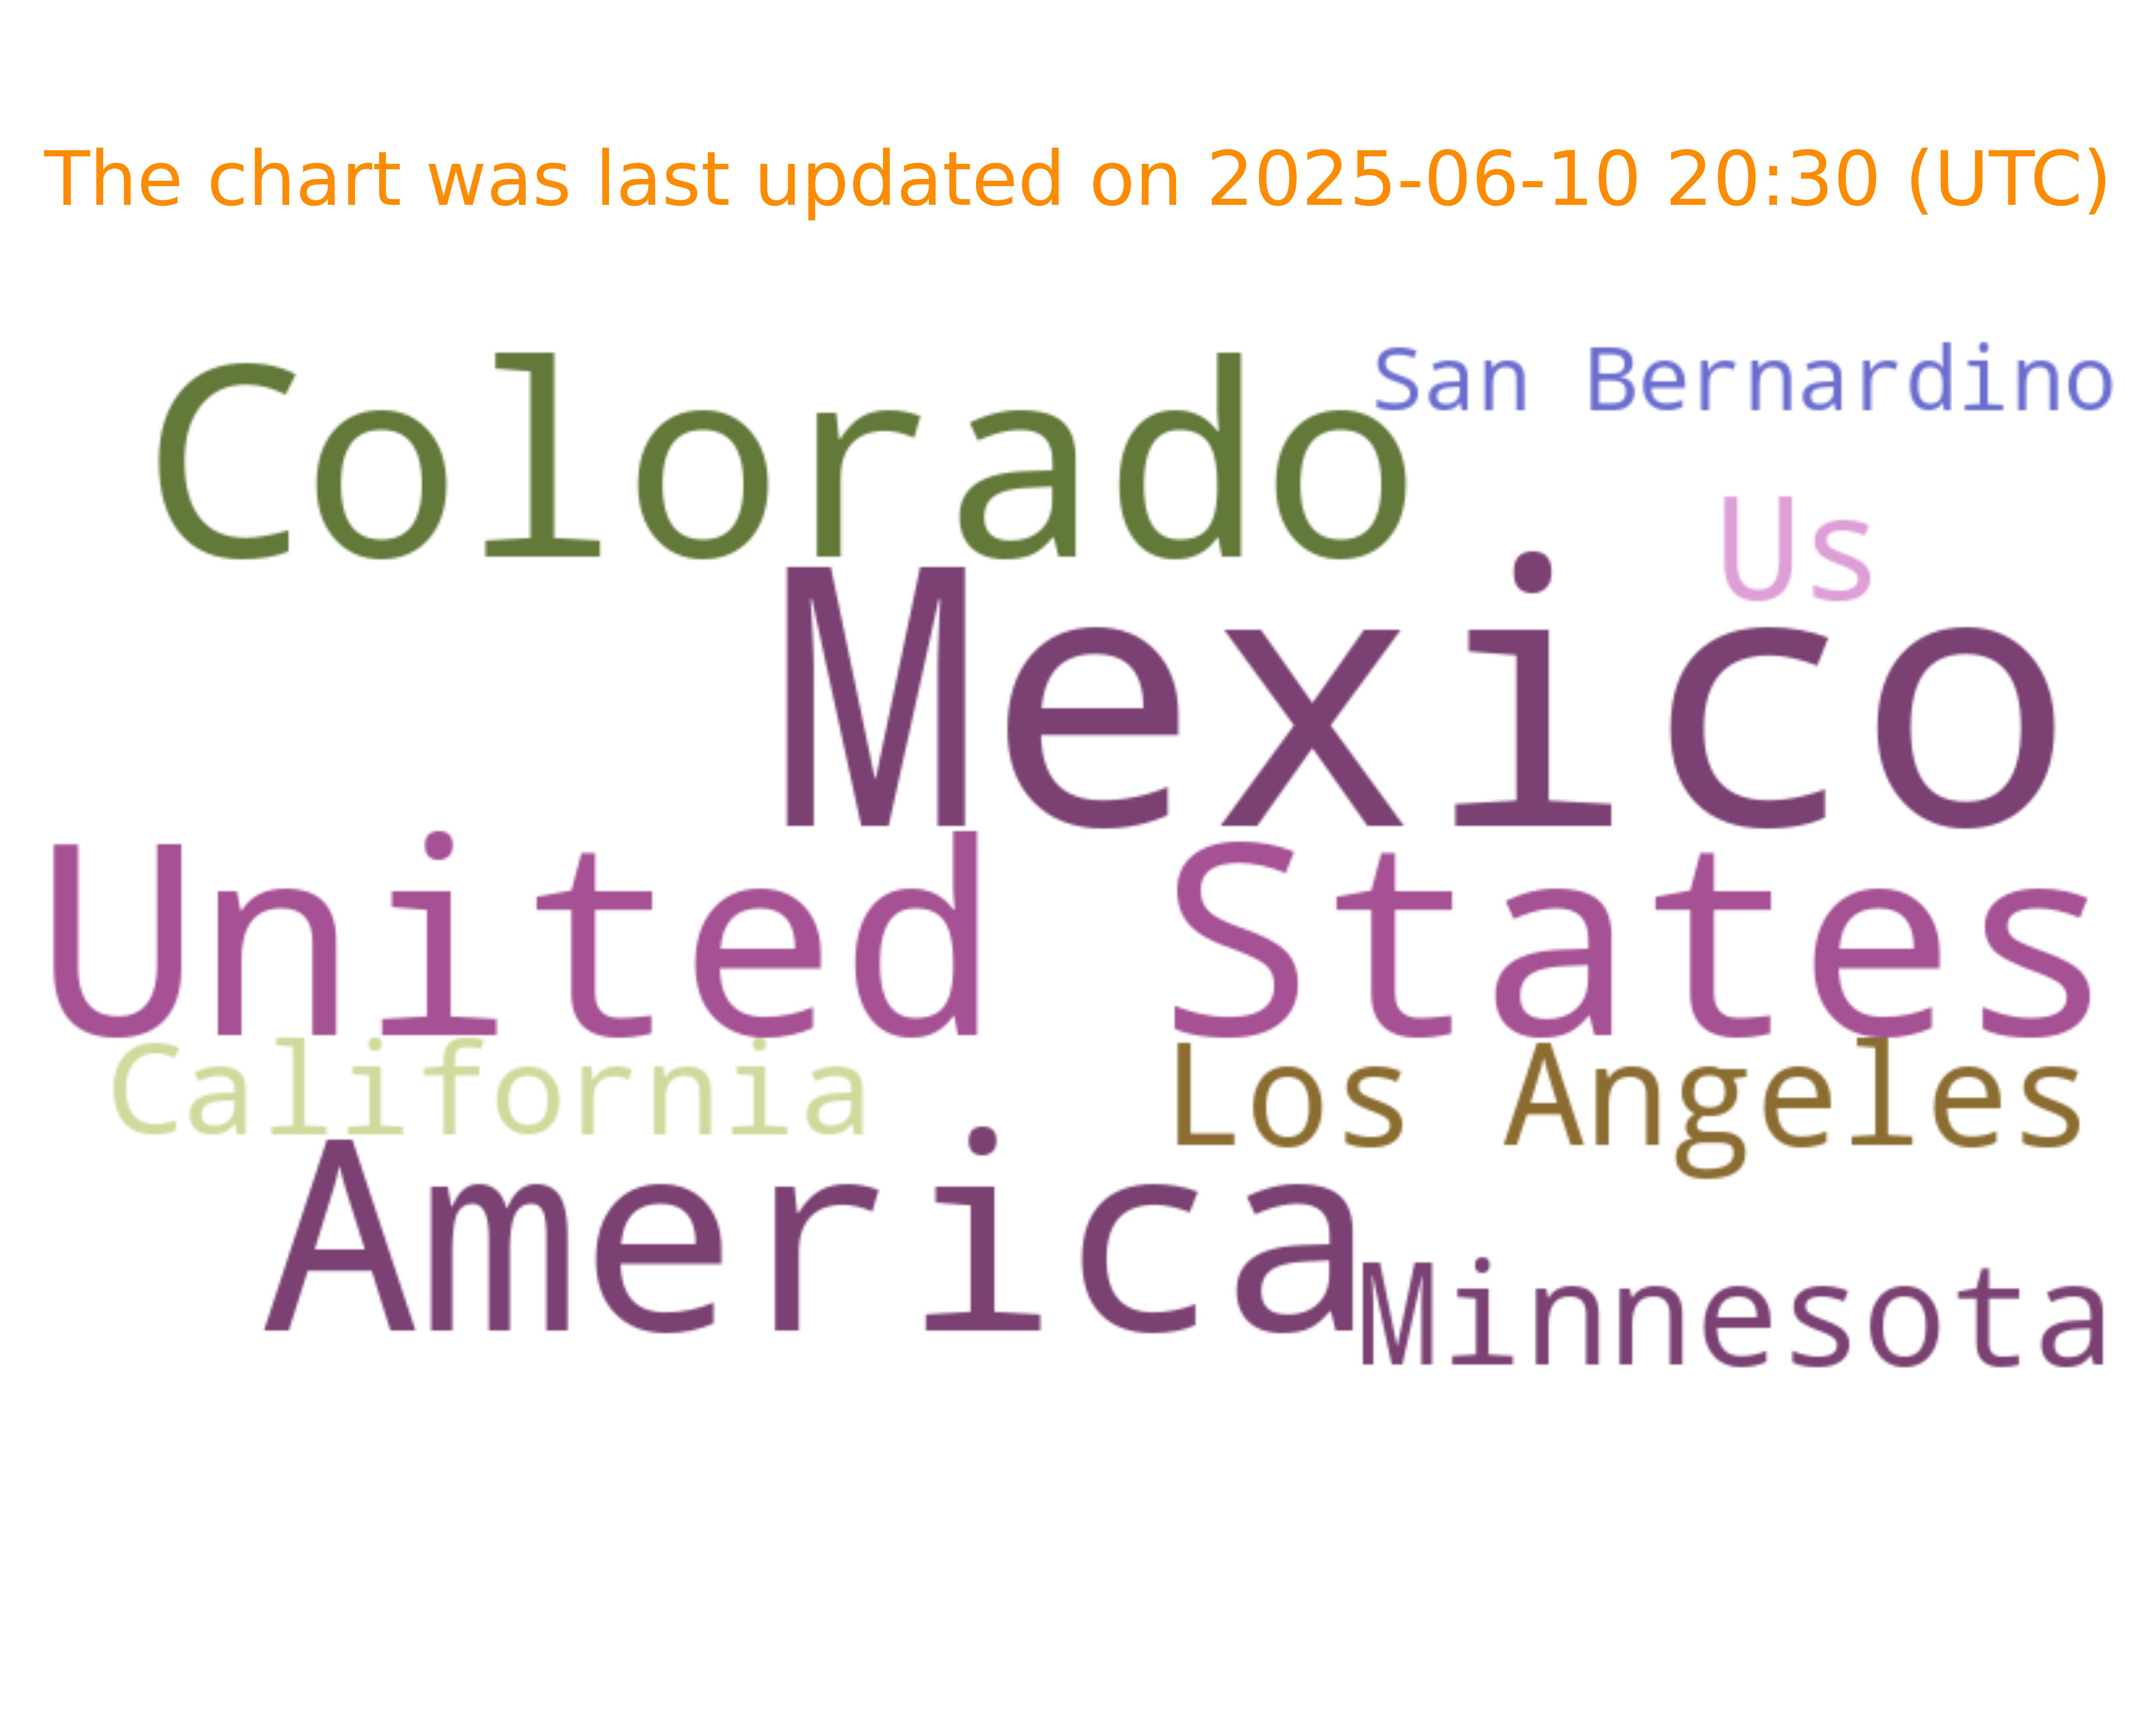 The chart was last updated on 2025-06-10 20:30 (UTC)
San Bernardino
Colorado
Us
Mexico
United States
California
Los Angeles
America
Minnesota